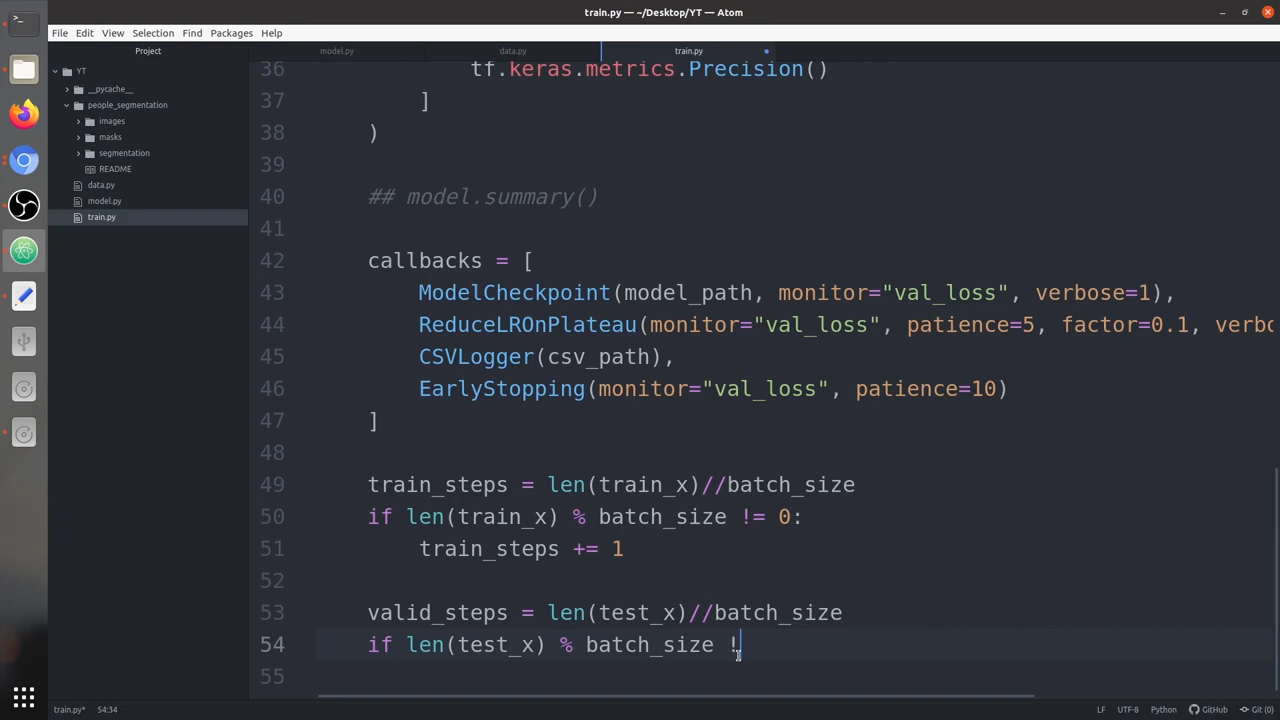 train.py — ~/Desktop/YT — Atom
File Edit View Selection Find Packages Help
Project
model.py
data.py
train.py
YT
__pycache__
people_segmentation
images
masks
segmentation
README
data.py
model.py
train.py
36 tf.keras.metrics.Precision()
37 ]
38 )
39
40 ## model.summary()
41
42 callbacks = [
43 ModelCheckpoint(model_path, monitor="val_loss", verbose=1),
44 ReduceLROnPlateau(monitor="val_loss", patience=5, factor=0.1, verbo
45 CSVLogger(csv_path),
46 EarlyStopping(monitor="val_loss", patience=10)
47 ]
48
49 train_steps = len(train_x)//batch_size
50 if len(train_x) % batch_size != 0:
51 train_steps += 1
52
53 valid_steps = len(test_x)//batch_size
54 if len(test_x) % batch_size !
55
train.py* 54:34 LF UTF-8 Python GitHub Git (0)